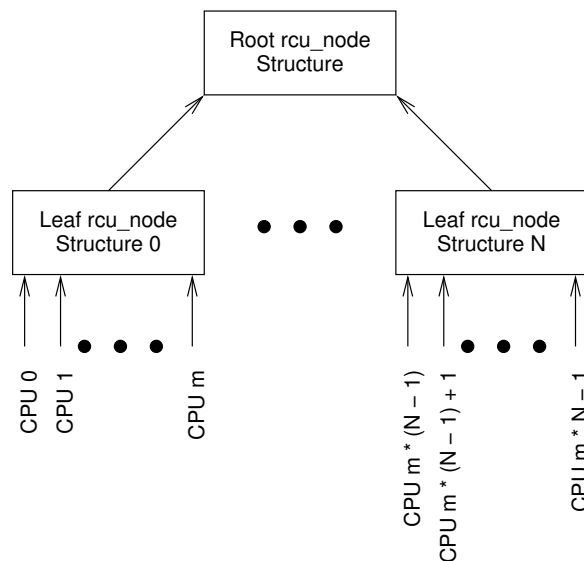 Root rcu_node
Structure
Leaf rcu_node
Structure 0
Leaf rcu_node
Structure N
CPU 0
CPU 1
CPU m
CPU m * (N − 1)
CPU m * (N − 1) + 1
CPU m * N − 1